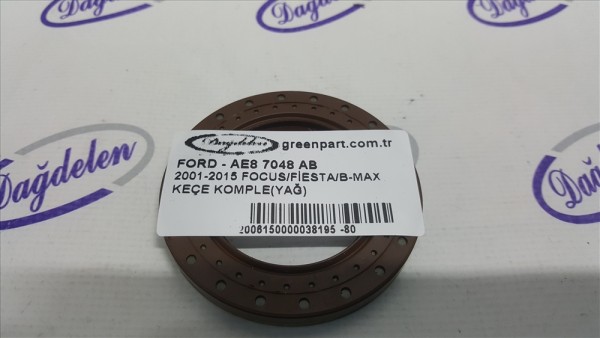 Dağdelen
Dağdelen
Dağdelen
Dağdelen greenpart.com.tr
FORD - AE8 7048 AB
2001-2015 FOCUS/FİESTA/B-MAX
KEÇE KOMPLE(YAĞ)
2006150000038195 -80
Dağdelen